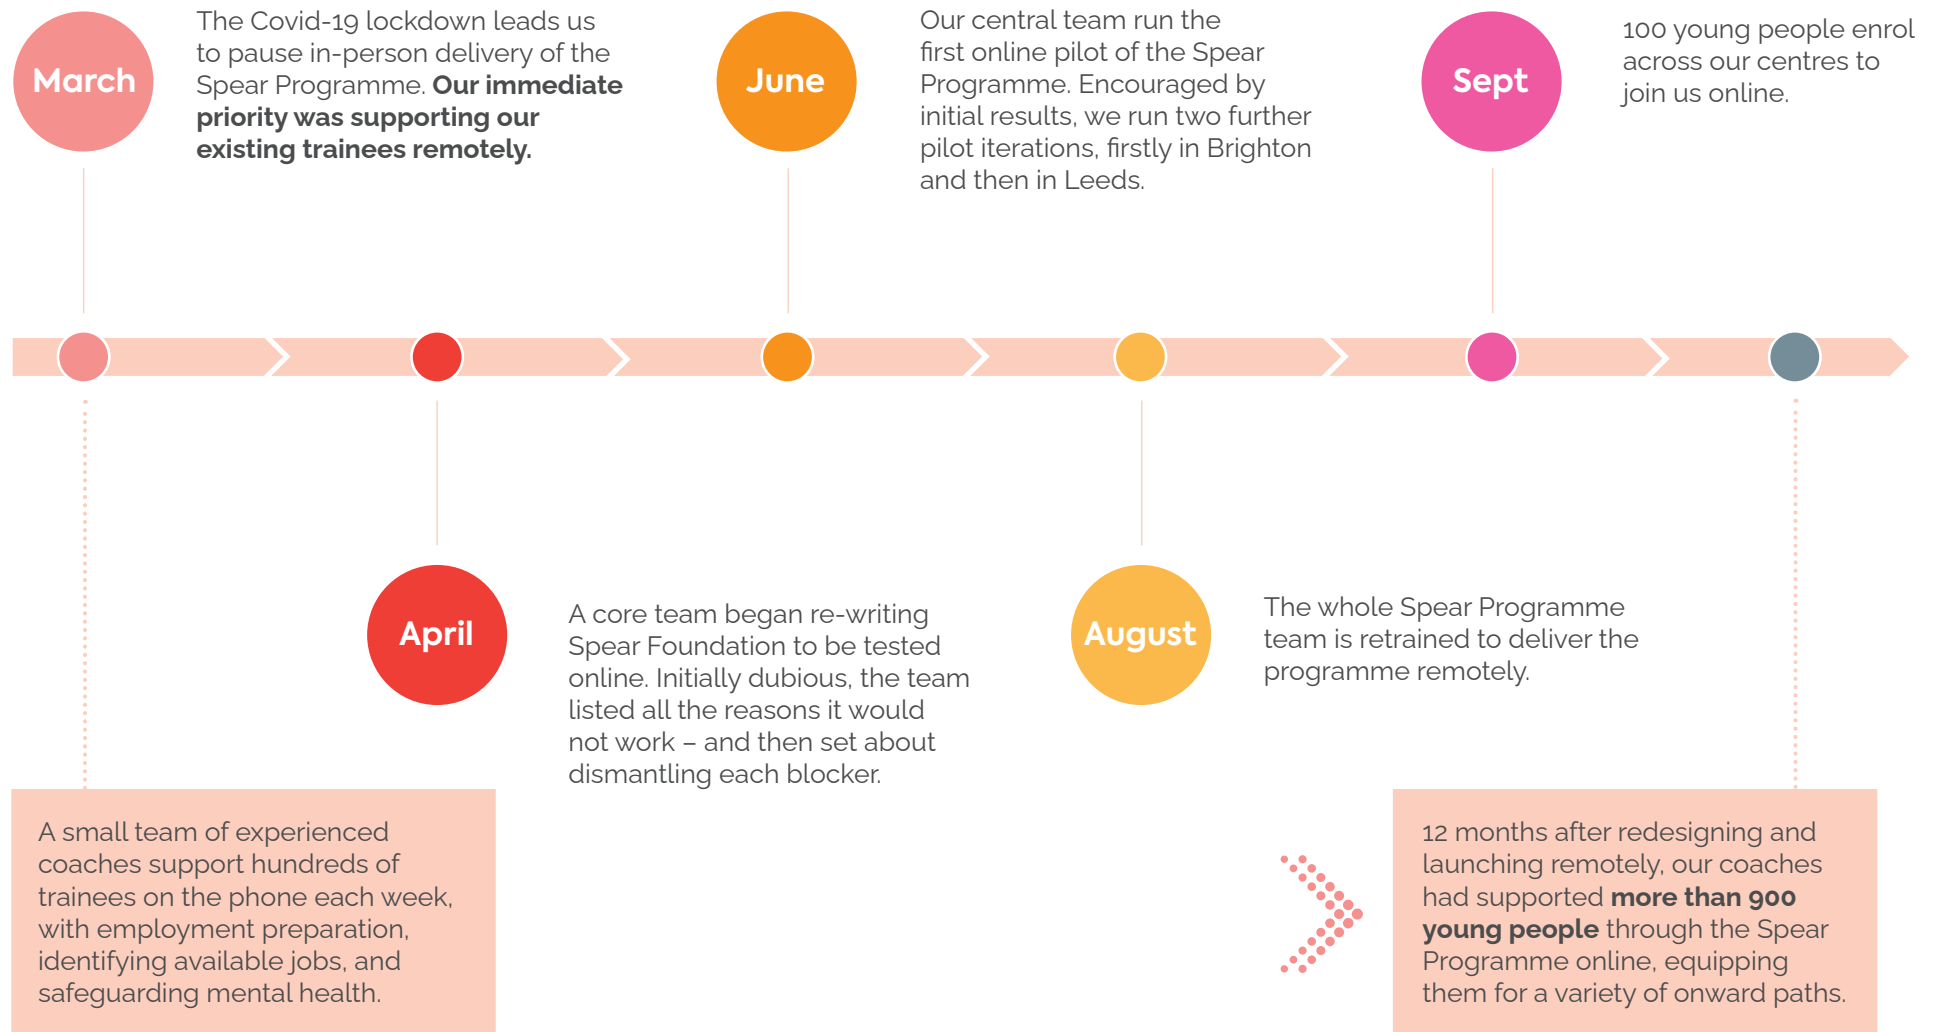 March
The Covid-19 lockdown leads us
to pause in-person delivery of the
Spear Programme. Our immediate
priority was supporting our
existing trainees remotely.
June
Our central team run the
first online pilot of the Spear
Programme. Encouraged by
initial results, we run two further
pilot iterations, firstly in Brighton
and then in Leeds.
Sept
100 young people enrol
across our centres to
join us online.
April
A core team began re-writing
Spear Foundation to be tested
online. Initially dubious, the team
listed all the reasons it would
not work – and then set about
dismantling each blocker.
August
The whole Spear Programme
team is retrained to deliver the
programme remotely.
A small team of experienced
coaches support hundreds of
trainees on the phone each week,
with employment preparation,
identifying available jobs, and
safeguarding mental health.
12 months after redesigning and
launching remotely, our coaches
had supported more than 900
young people through the Spear
Programme online, equipping
them for a variety of onward paths.